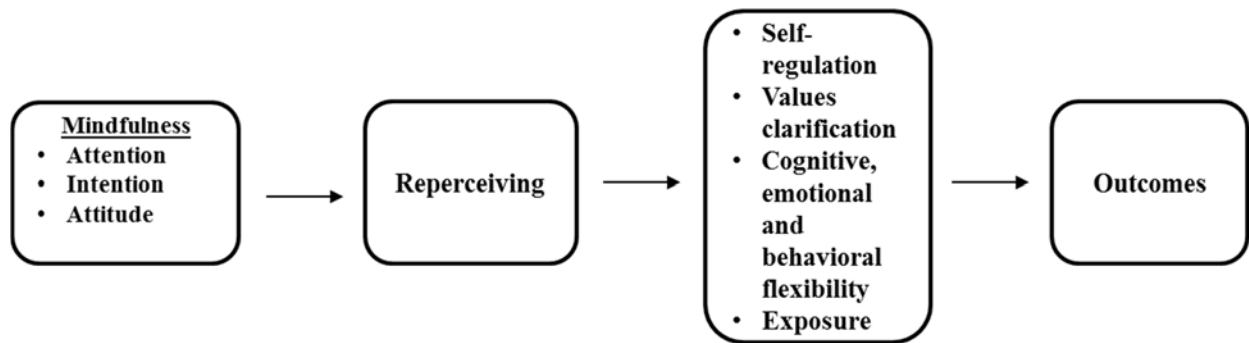 Mindfulness
• Attention
• Intention
• Attitude
Reperceiving
• Self-
regulation
• Values
clarification
• Cognitive,
emotional
and
behavioral
flexibility
• Exposure
Outcomes